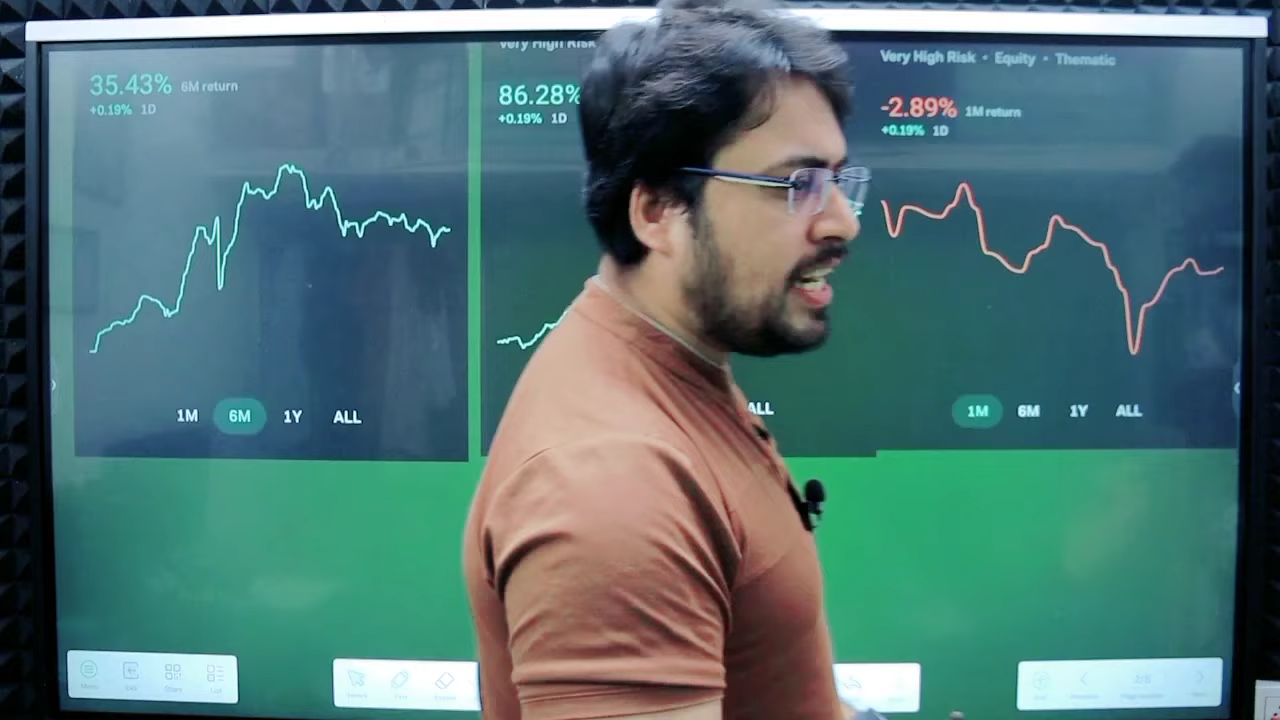 35.43% 6M return
+0.19% 1D
1M 6M 1Y ALL
Very High Risk
86.28%
+0.19% 1D
ALL
Very High Risk • Equity • Thematic
-2.89% 1M return
+0.19% 1D
1M 6M 1Y ALL